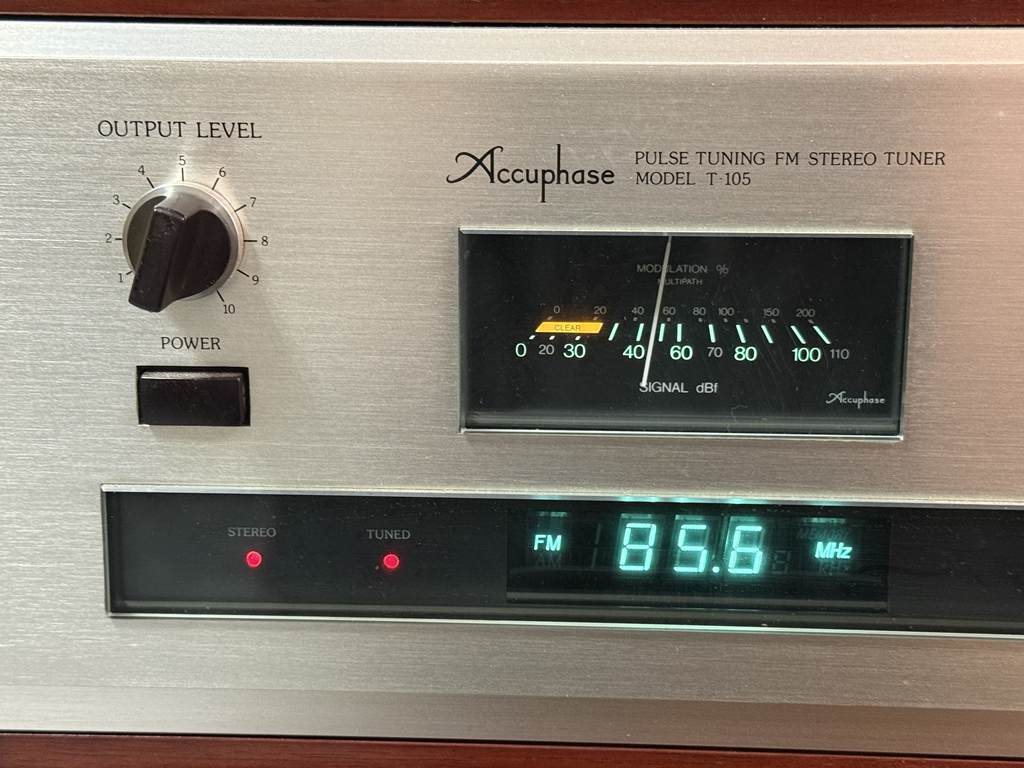 OUTPUT LEVEL
1 2 3 4 5 6 7 8 9 10
POWER
Accuphase
PULSE TUNING FM STEREO TUNER
MODEL T-105
MODULATION %
MULTIPATH
0 20 40 60 80 100 150 200
CLEAR
0 20 30 40 60 70 80 100 110
SIGNAL dBf
Accuphase
STEREO
TUNED
FM 85.6 MHz